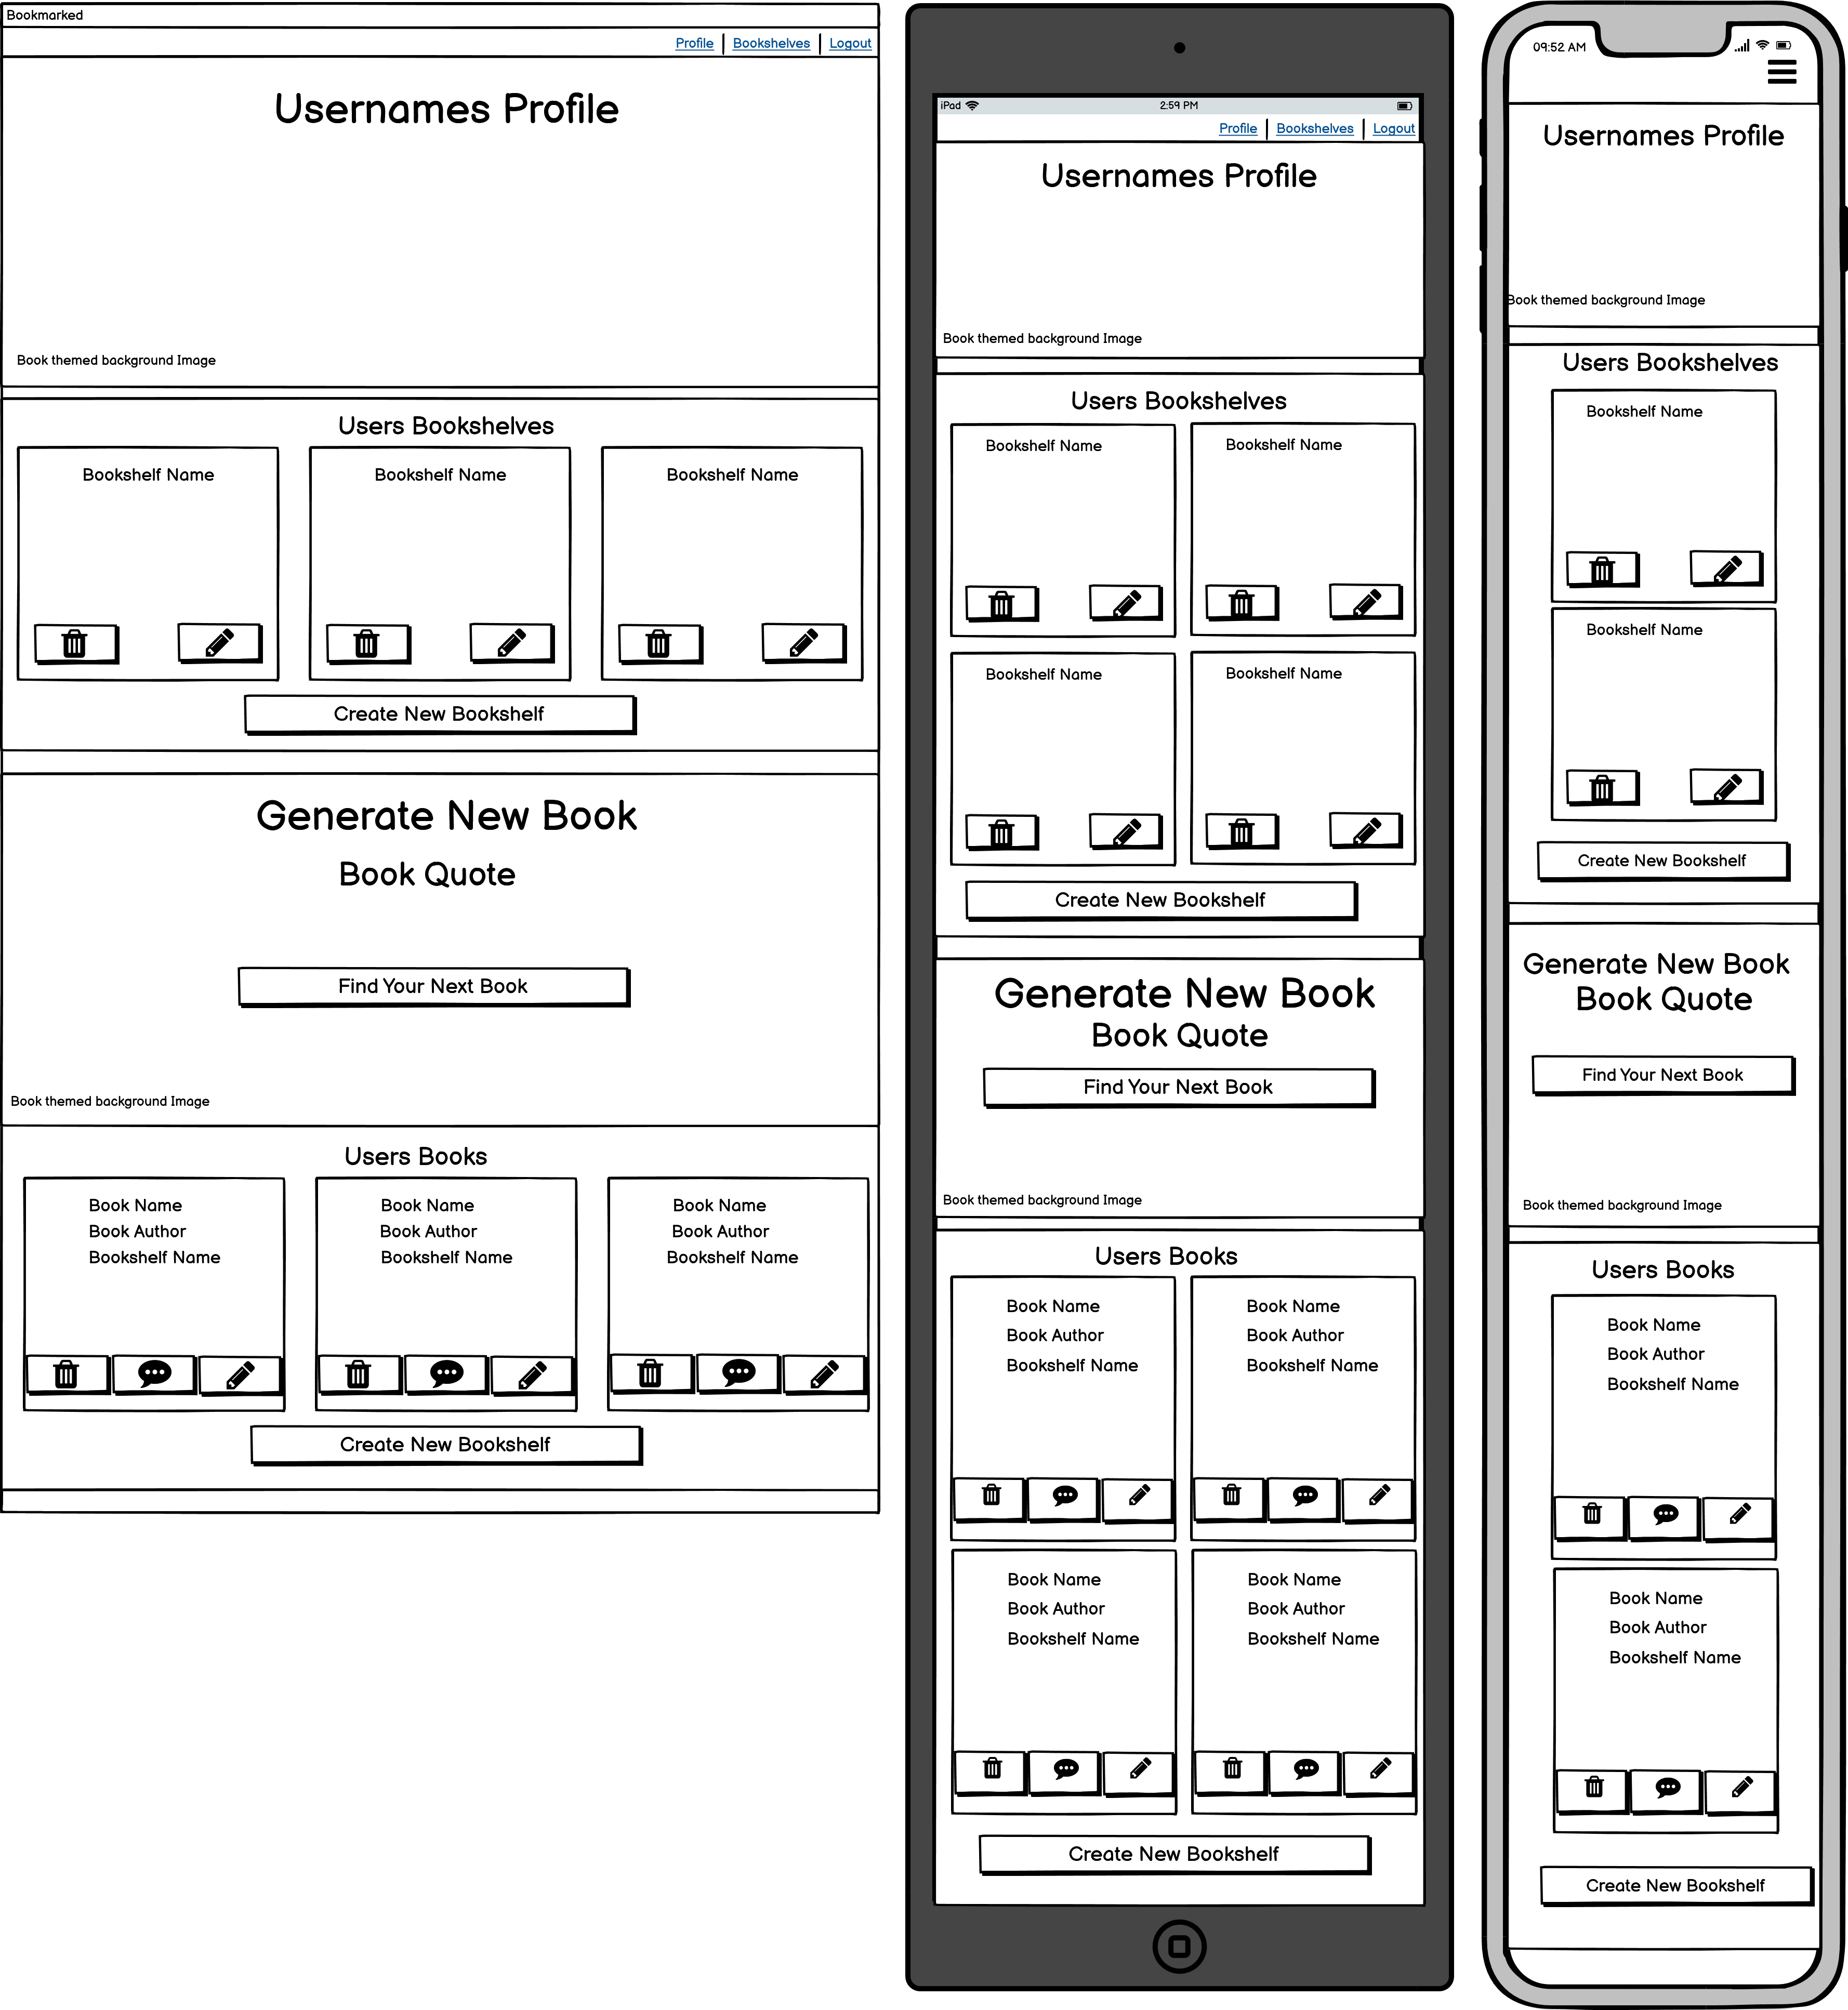 Bookmarked
Profile Bookshelves Logout
Usernames Profile
Book themed background Image
Users Bookshelves
Bookshelf Name Bookshelf Name Bookshelf Name
Create New Bookshelf
Generate New Book
Book Quote
Find Your Next Book
Book themed background Image
Users Books
Book Name Book Name Book Name
Book Author Book Author Book Author
Bookshelf Name Bookshelf Name Bookshelf Name
Create New Bookshelf
iPad 2:59 PM
Profile Bookshelves Logout
Usernames Profile
Book themed background Image
Users Bookshelves
Bookshelf Name Bookshelf Name
Bookshelf Name Bookshelf Name
Create New Bookshelf
Generate New Book
Book Quote
Find Your Next Book
Book themed background Image
Users Books
Book Name Book Name
Book Author Book Author
Bookshelf Name Bookshelf Name
Book Name Book Name
Book Author Book Author
Bookshelf Name Bookshelf Name
Create New Bookshelf
09:52 AM
Usernames Profile
Book themed background Image
Users Bookshelves
Bookshelf Name
Bookshelf Name
Create New Bookshelf
Generate New Book
Book Quote
Find Your Next Book
Book themed background Image
Users Books
Book Name
Book Author
Bookshelf Name
Book Name
Book Author
Bookshelf Name
Create New Bookshelf